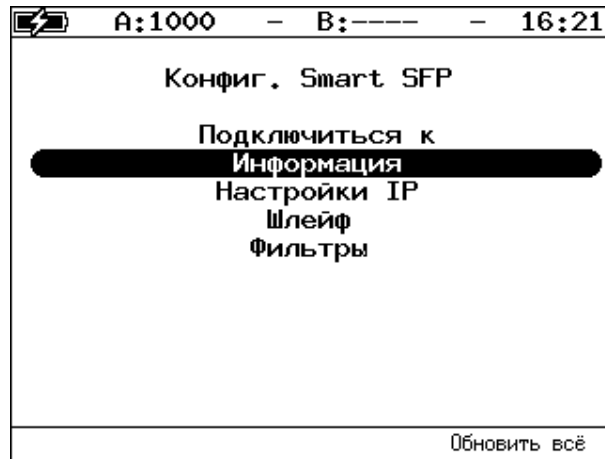 A:1000 – B:---- – 16:21
Конфиг. Smart SFP
Подключиться к
Информация
Настройки IP
Шлейф
Фильтры
Обновить всё